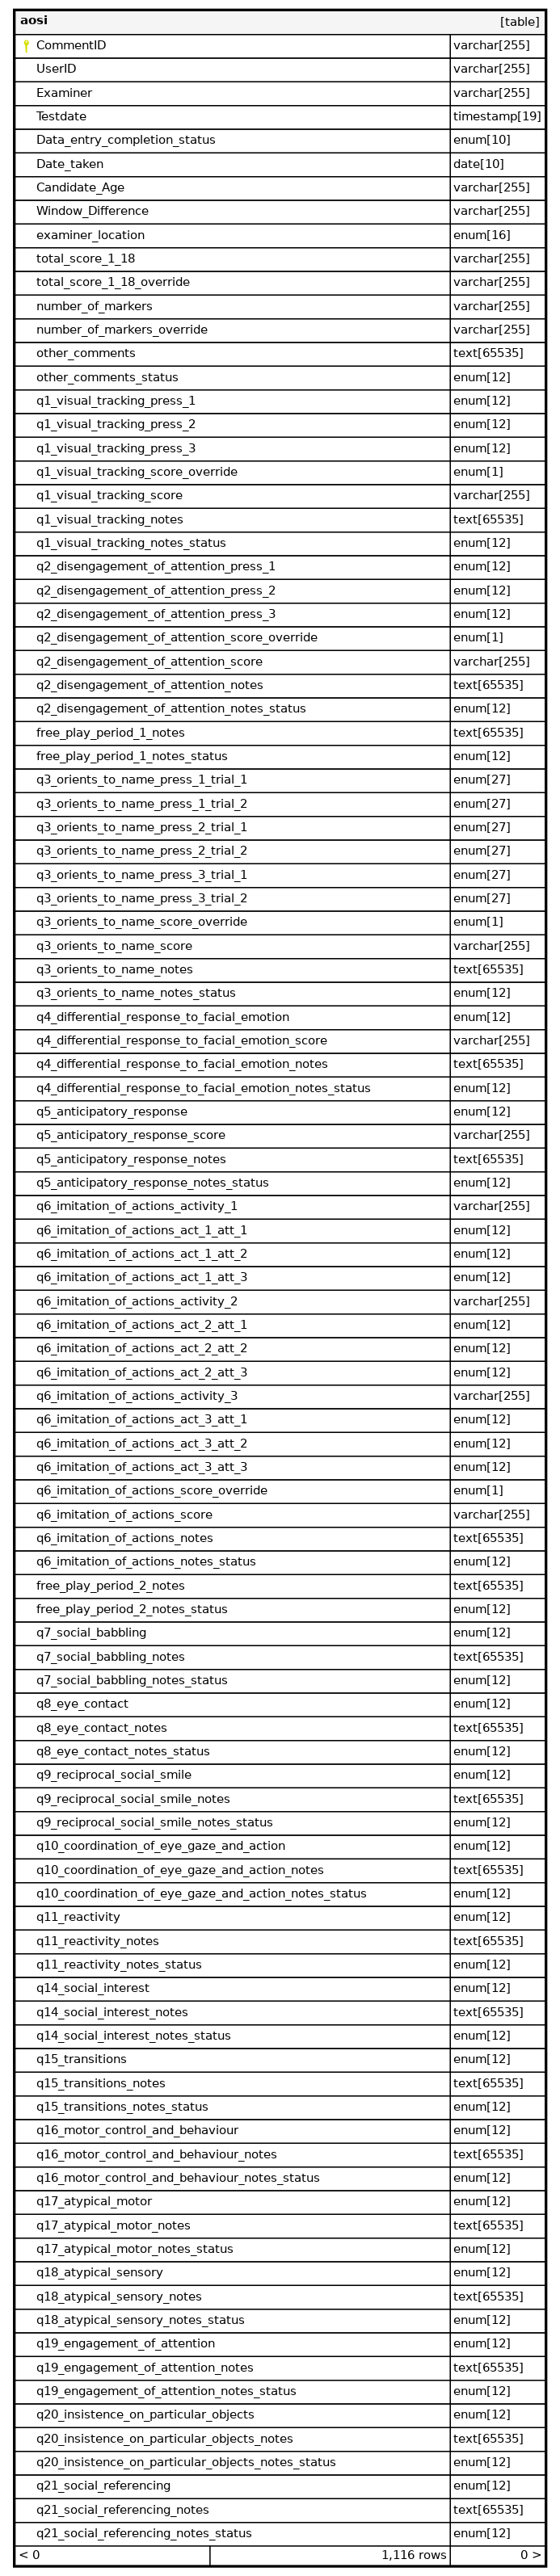 aosi [table]
CommentID varchar[255]
UserID varchar[255]
Examiner varchar[255]
Testdate timestamp[19]
Data_entry_completion_status enum[10]
Date_taken date[10]
Candidate_Age varchar[255]
Window_Difference varchar[255]
examiner_location enum[16]
total_score_1_18 varchar[255]
total_score_1_18_override varchar[255]
number_of_markers varchar[255]
number_of_markers_override varchar[255]
other_comments text[65535]
other_comments_status enum[12]
q1_visual_tracking_press_1 enum[12]
q1_visual_tracking_press_2 enum[12]
q1_visual_tracking_press_3 enum[12]
q1_visual_tracking_score_override enum[1]
q1_visual_tracking_score varchar[255]
q1_visual_tracking_notes text[65535]
q1_visual_tracking_notes_status enum[12]
q2_disengagement_of_attention_press_1 enum[12]
q2_disengagement_of_attention_press_2 enum[12]
q2_disengagement_of_attention_press_3 enum[12]
q2_disengagement_of_attention_score_override enum[1]
q2_disengagement_of_attention_score varchar[255]
q2_disengagement_of_attention_notes text[65535]
q2_disengagement_of_attention_notes_status enum[12]
free_play_period_1_notes text[65535]
free_play_period_1_notes_status enum[12]
q3_orients_to_name_press_1_trial_1 enum[27]
q3_orients_to_name_press_1_trial_2 enum[27]
q3_orients_to_name_press_2_trial_1 enum[27]
q3_orients_to_name_press_2_trial_2 enum[27]
q3_orients_to_name_press_3_trial_1 enum[27]
q3_orients_to_name_press_3_trial_2 enum[27]
q3_orients_to_name_score_override enum[1]
q3_orients_to_name_score varchar[255]
q3_orients_to_name_notes text[65535]
q3_orients_to_name_notes_status enum[12]
q4_differential_response_to_facial_emotion enum[12]
q4_differential_response_to_facial_emotion_score varchar[255]
q4_differential_response_to_facial_emotion_notes text[65535]
q4_differential_response_to_facial_emotion_notes_status enum[12]
q5_anticipatory_response enum[12]
q5_anticipatory_response_score varchar[255]
q5_anticipatory_response_notes text[65535]
q5_anticipatory_response_notes_status enum[12]
q6_imitation_of_actions_activity_1 varchar[255]
q6_imitation_of_actions_act_1_att_1 enum[12]
q6_imitation_of_actions_act_1_att_2 enum[12]
q6_imitation_of_actions_act_1_att_3 enum[12]
q6_imitation_of_actions_activity_2 varchar[255]
q6_imitation_of_actions_act_2_att_1 enum[12]
q6_imitation_of_actions_act_2_att_2 enum[12]
q6_imitation_of_actions_act_2_att_3 enum[12]
q6_imitation_of_actions_activity_3 varchar[255]
q6_imitation_of_actions_act_3_att_1 enum[12]
q6_imitation_of_actions_act_3_att_2 enum[12]
q6_imitation_of_actions_act_3_att_3 enum[12]
q6_imitation_of_actions_score_override enum[1]
q6_imitation_of_actions_score varchar[255]
q6_imitation_of_actions_notes text[65535]
q6_imitation_of_actions_notes_status enum[12]
free_play_period_2_notes text[65535]
free_play_period_2_notes_status enum[12]
q7_social_babbling enum[12]
q7_social_babbling_notes text[65535]
q7_social_babbling_notes_status enum[12]
q8_eye_contact enum[12]
q8_eye_contact_notes text[65535]
q8_eye_contact_notes_status enum[12]
q9_reciprocal_social_smile enum[12]
q9_reciprocal_social_smile_notes text[65535]
q9_reciprocal_social_smile_notes_status enum[12]
q10_coordination_of_eye_gaze_and_action enum[12]
q10_coordination_of_eye_gaze_and_action_notes text[65535]
q10_coordination_of_eye_gaze_and_action_notes_status enum[12]
q11_reactivity enum[12]
q11_reactivity_notes text[65535]
q11_reactivity_notes_status enum[12]
q14_social_interest enum[12]
q14_social_interest_notes text[65535]
q14_social_interest_notes_status enum[12]
q15_transitions enum[12]
q15_transitions_notes text[65535]
q15_transitions_notes_status enum[12]
q16_motor_control_and_behaviour enum[12]
q16_motor_control_and_behaviour_notes text[65535]
q16_motor_control_and_behaviour_notes_status enum[12]
q17_atypical_motor enum[12]
q17_atypical_motor_notes text[65535]
q17_atypical_motor_notes_status enum[12]
q18_atypical_sensory enum[12]
q18_atypical_sensory_notes text[65535]
q18_atypical_sensory_notes_status enum[12]
q19_engagement_of_attention enum[12]
q19_engagement_of_attention_notes text[65535]
q19_engagement_of_attention_notes_status enum[12]
q20_insistence_on_particular_objects enum[12]
q20_insistence_on_particular_objects_notes text[65535]
q20_insistence_on_particular_objects_notes_status enum[12]
q21_social_referencing enum[12]
q21_social_referencing_notes text[65535]
q21_social_referencing_notes_status enum[12]
< 0 1,116 rows 0 >